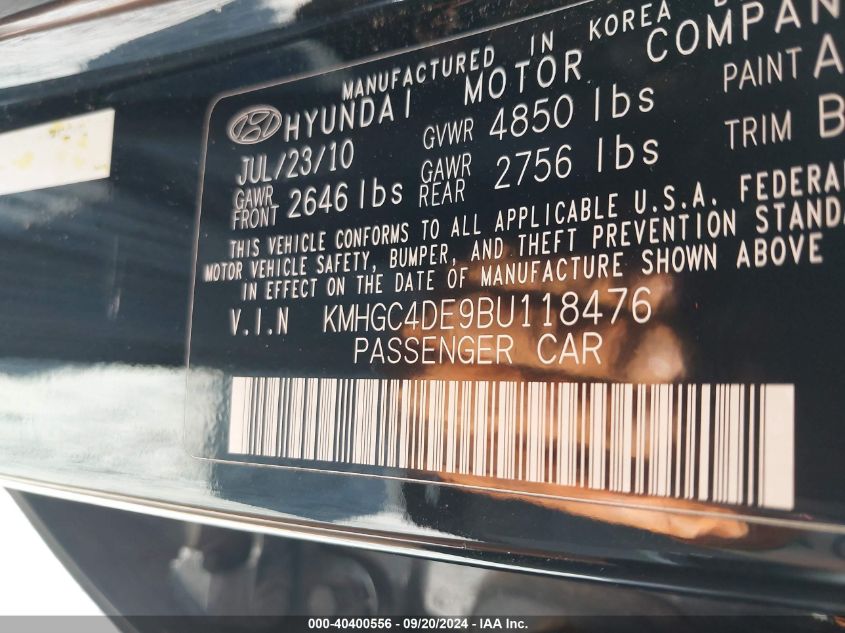 MANUFACTURED IN KOREA
HYUNDAI MOTOR COMPAN
JUL/23/10 GVWR 4850 lbs PAINT A
GAWR FRONT 2646 lbs GAWR REAR 2756 lbs TRIM B
THIS VEHICLE CONFORMS TO ALL APPLICABLE U.S.A. FEDERAL
MOTOR VEHICLE SAFETY, BUMPER, AND THEFT PREVENTION STANDA
IN EFFECT ON THE DATE OF MANUFACTURE SHOWN ABOVE
V.I.N KMHGC4DE9BU118476
PASSENGER CAR
000-40400556 - 09/20/2024 - IAA Inc.